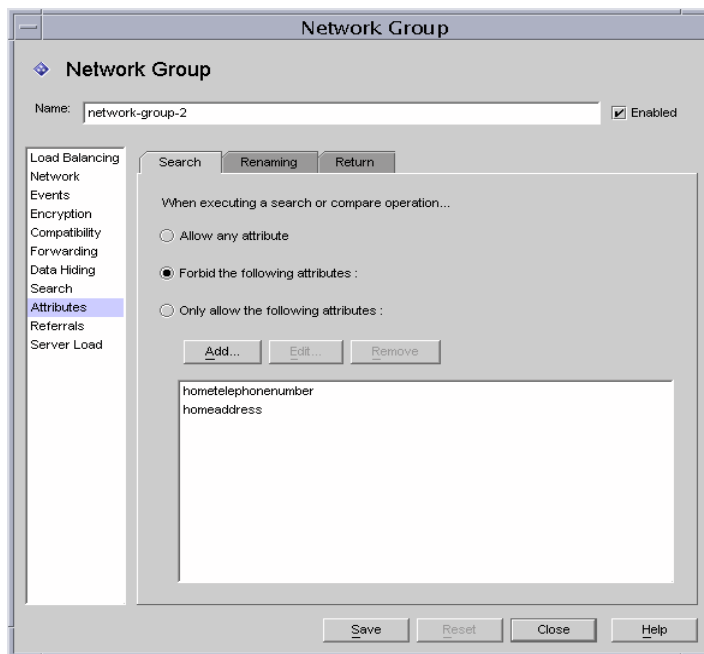 Network Group
Network Group
Name: network-group-2 Enabled
Load Balancing
Network
Events
Encryption
Compatibility
Forwarding
Data Hiding
Search
Attributes
Referrals
Server Load
Search Renaming Return
When executing a search or compare operation...
Allow any attribute
Forbid the following attributes :
Only allow the following attributes :
Add... Edit... Remove
hometelephonenumber
homeaddress
Save Reset Close Help